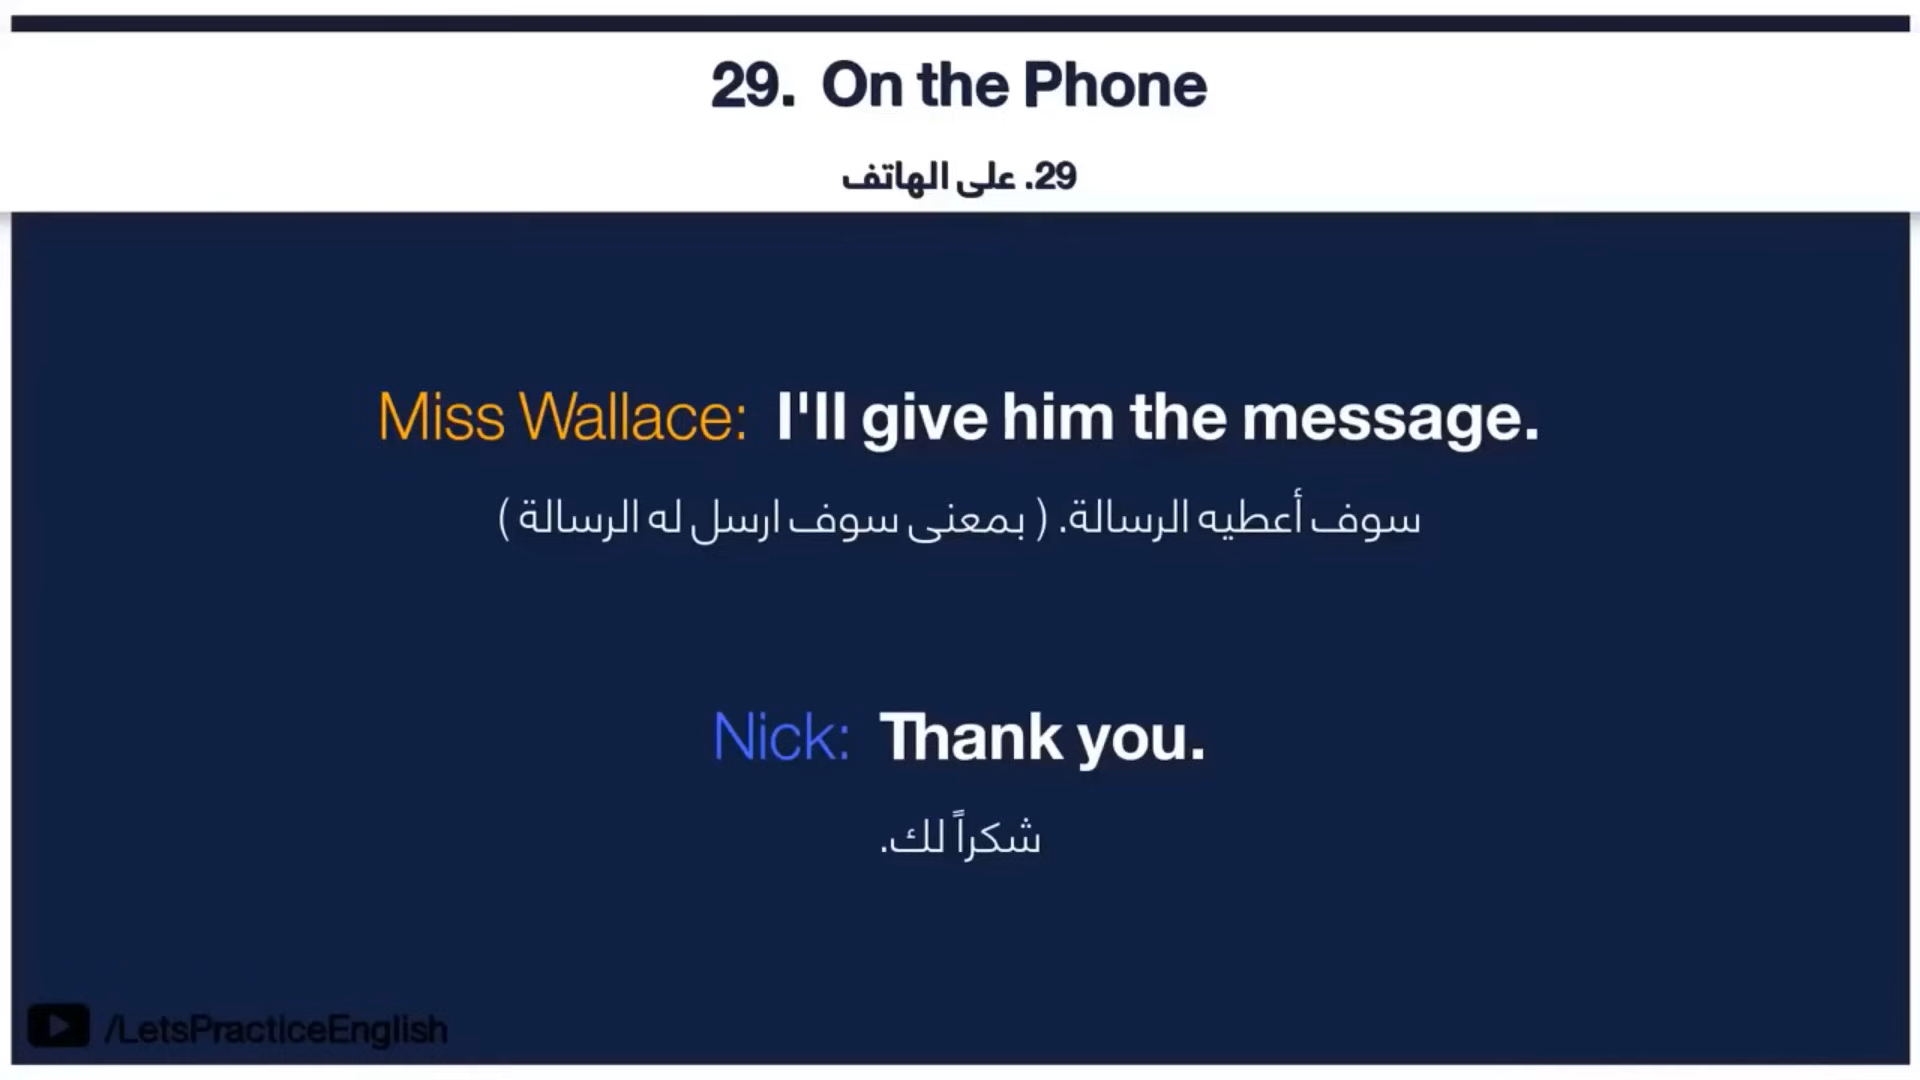 29. On the Phone
29. على الهاتف
Miss Wallace: I'll give him the message.
سوف أعطيه الرسالة. ( بمعنى سوف ارسل له الرسالة )
Nick: Thank you.
شكراً لك.
/LetsPracticeEnglish